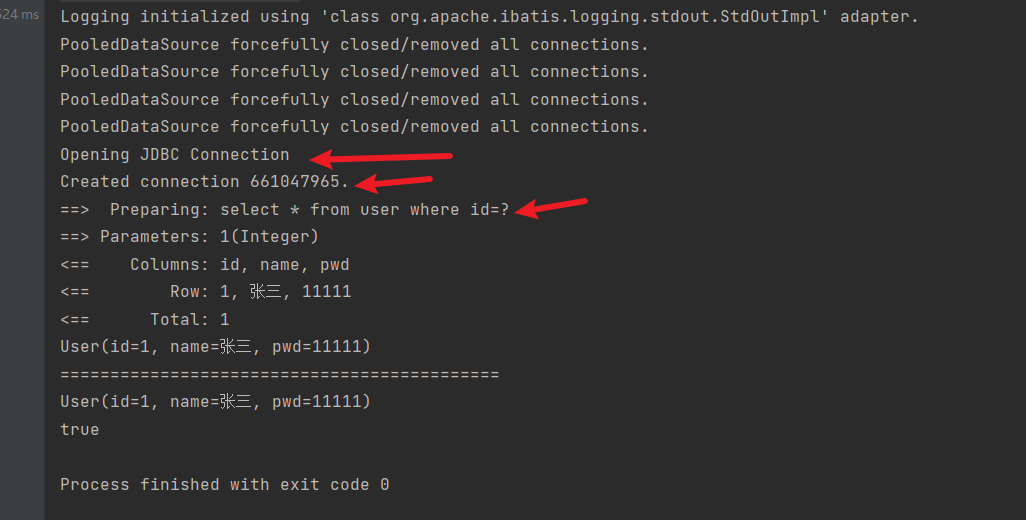 624 ms
Logging initialized using 'class org.apache.ibatis.logging.stdout.StdOutImpl' adapter.
PooledDataSource forcefully closed/removed all connections.
PooledDataSource forcefully closed/removed all connections.
PooledDataSource forcefully closed/removed all connections.
PooledDataSource forcefully closed/removed all connections.
Opening JDBC Connection
Created connection 661047965.
==>  Preparing: select * from user where id=?
==> Parameters: 1(Integer)
<==    Columns: id, name, pwd
<==        Row: 1, 张三, 11111
<==      Total: 1
User(id=1, name=张三, pwd=11111)
============================================
User(id=1, name=张三, pwd=11111)
true
Process finished with exit code 0